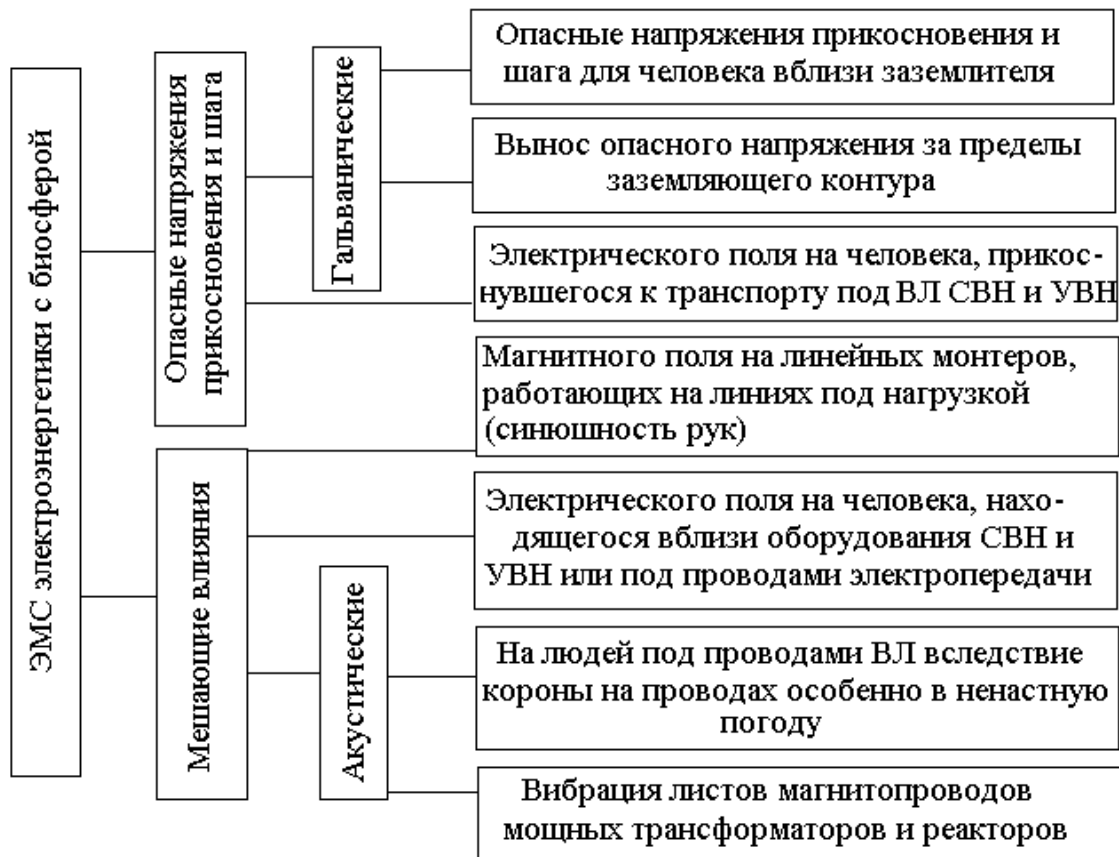 ЭМС электроэнергетики с биосферой
Опасные напряжения
прикосновения и шага
Гальванические
Опасные напряжения прикосновения и
шага для человека вблизи заземлителя
Вынос опасного напряжения за пределы
заземляющего контура
Электрического поля на человека, прикос-
нувшегося к транспорту под ВЛ СВН и УВН
Мешающие влияния
Магнитного поля на линейных монтеров,
работающих на линиях под нагрузкой
(синюшность рук)
Электрического поля на человека, нахо-
дящегося вблизи оборудования СВН и
УВН или под проводами электропередачи
Акустические
На людей под проводами ВЛ вследствие
короны на проводах особенно в ненастную
погоду
Вибрация листов магнитопроводов
мощных трансформаторов и реакторов